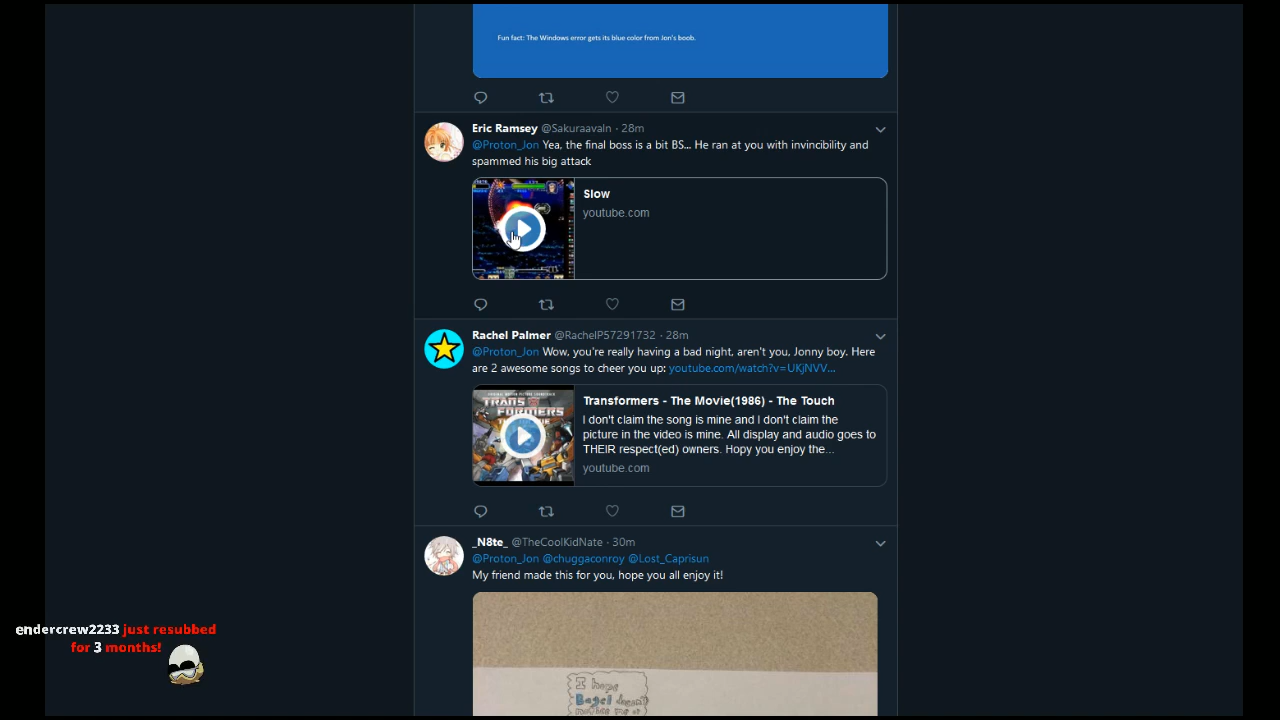 Fun fact: The Windows error gets its blue color from Jon's boob.
Eric Ramsey @Sakuraavaln · 28m
@Proton_Jon Yea, the final boss is a bit BS... He ran at you with invincibility and
spammed his big attack
Slow
youtube.com
Rachel Palmer @RachelP57291732 · 28m
@Proton_Jon Wow, you're really having a bad night, aren't you, Jonny boy. Here
are 2 awesome songs to cheer you up: youtube.com/watch?v=UKjNVV...
TRANSFORMERS
Transformers - The Movie(1986) - The Touch
I don't claim the song is mine and I don't claim the
picture in the video is mine. All display and audio goes to
THEIR respect(ed) owners. Hopy you enjoy the...
youtube.com
_N8te_ @TheCoolKidNate · 30m
@Proton_Jon @chuggaconroy @Lost_Caprisun
My friend made this for you, hope you all enjoy it!
I hope
Bagel doesn't
endercrew2233 just resubbed
for 3 months!